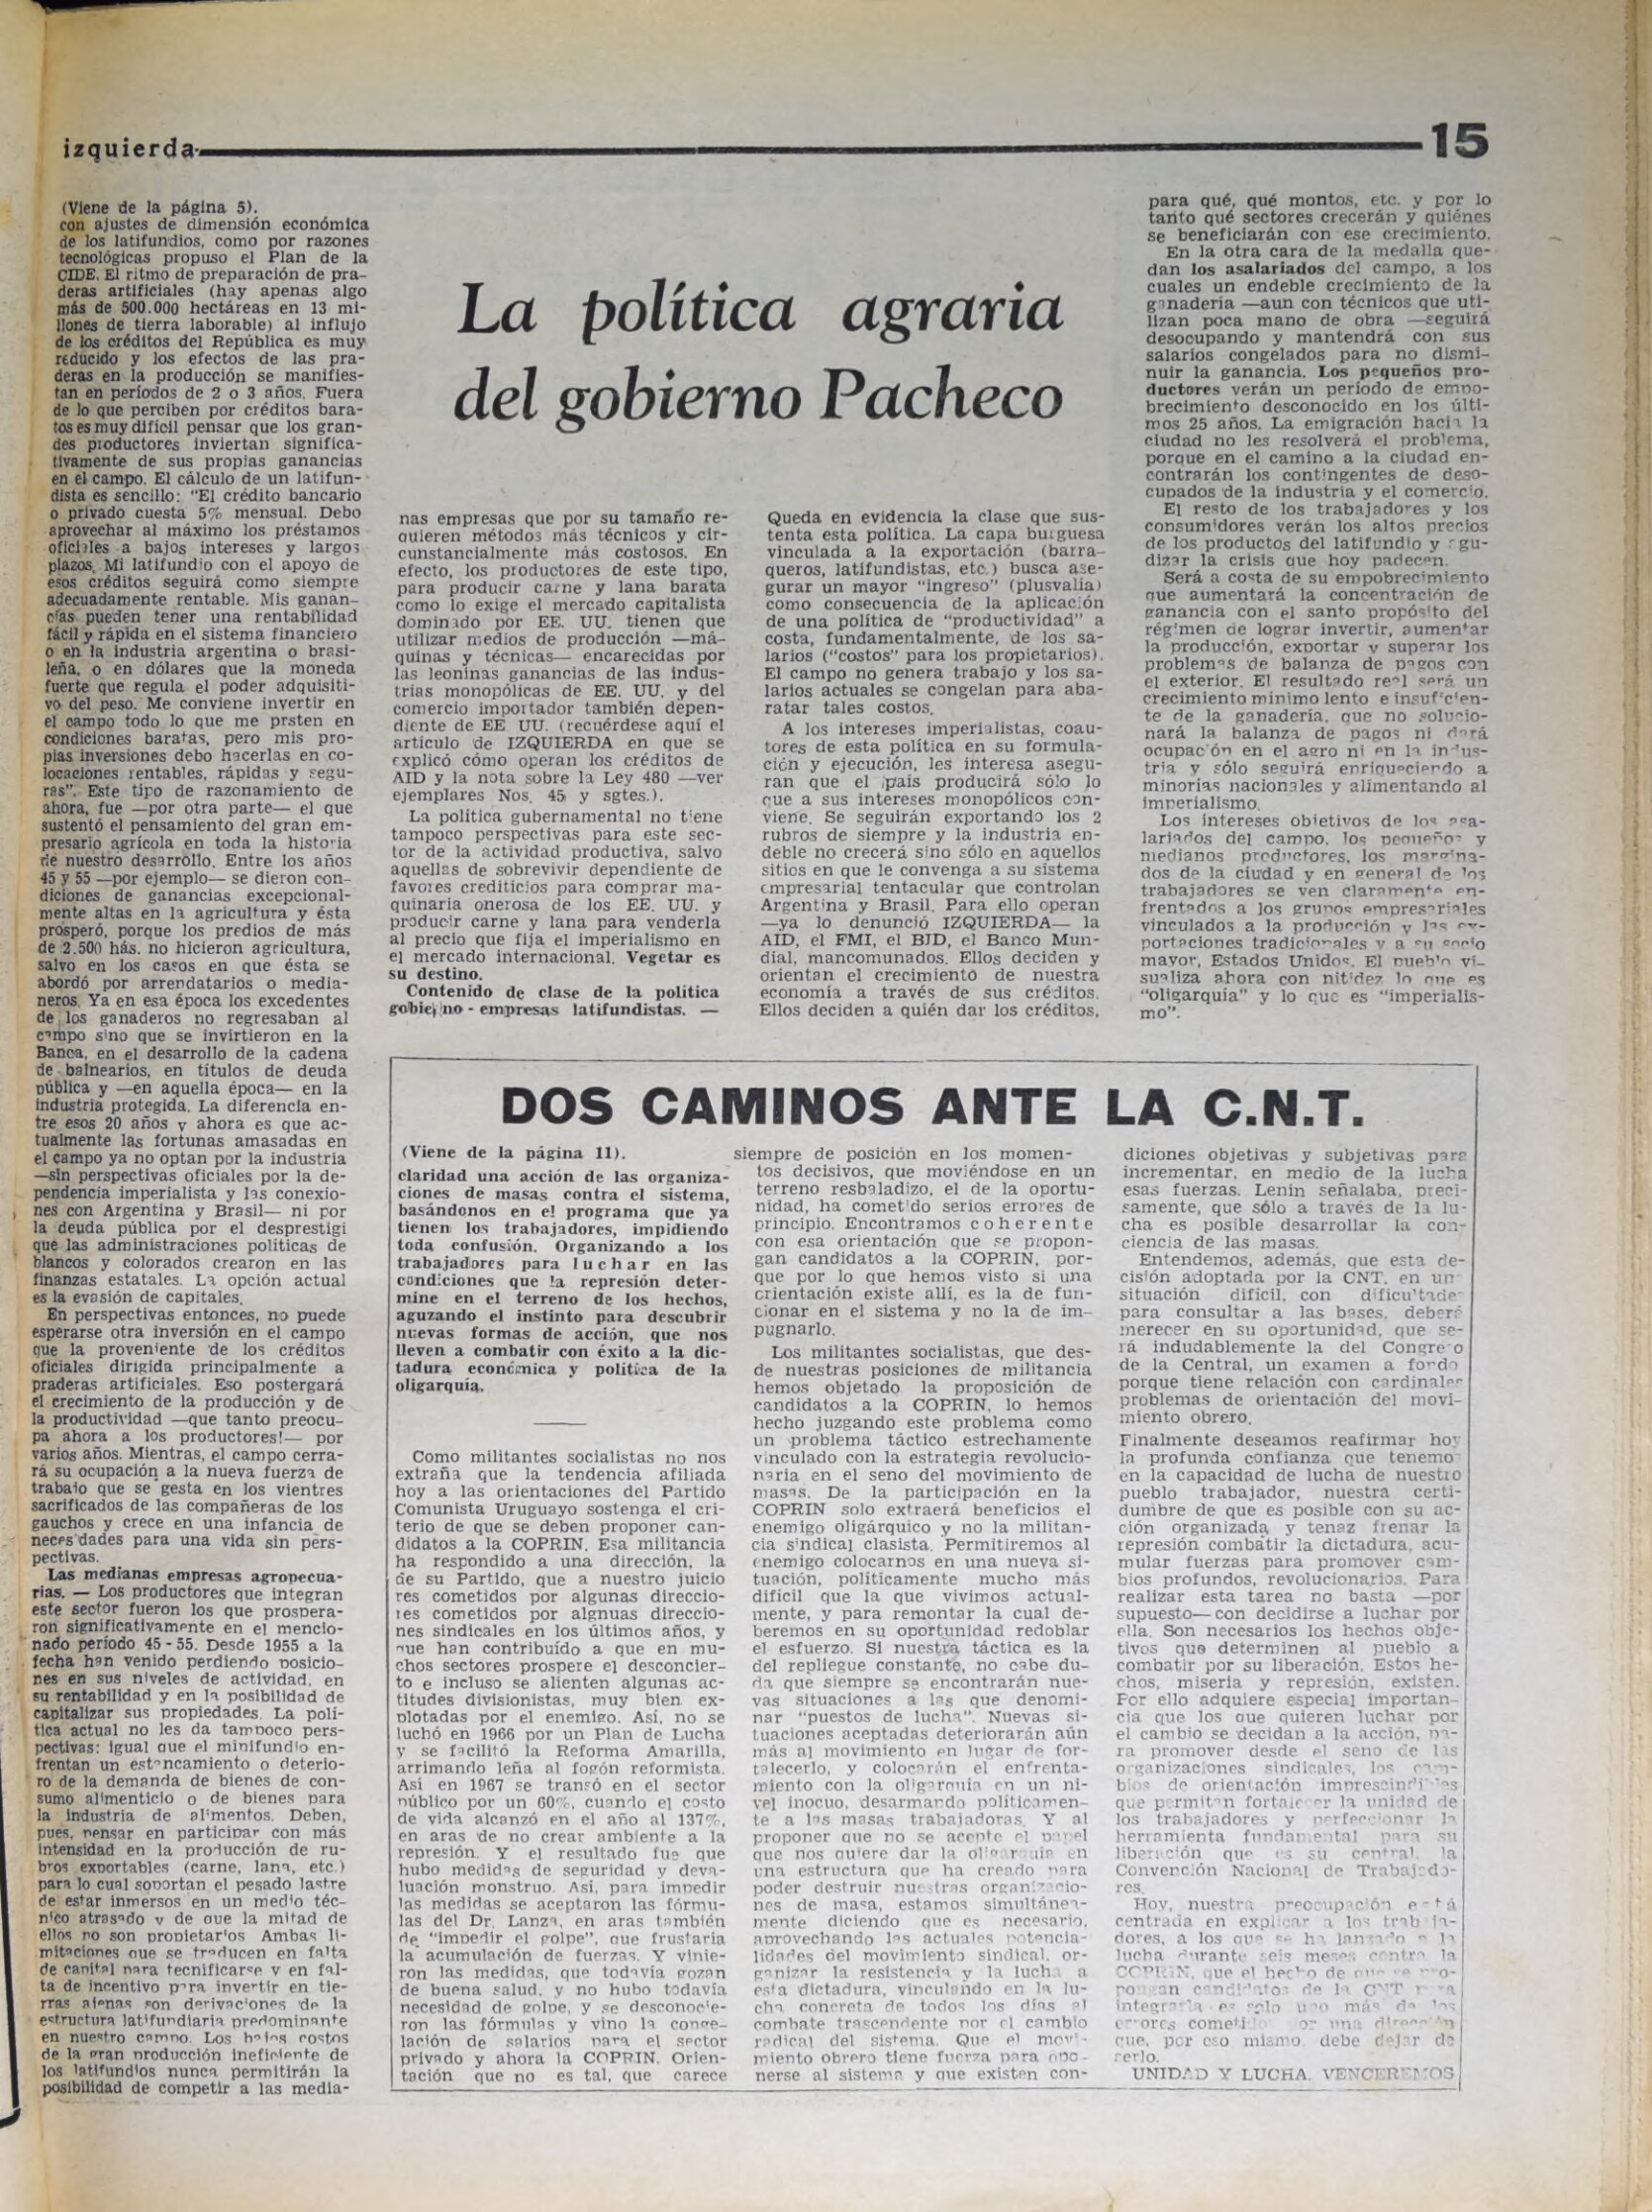 izquierda
15
(Viene de la página 5).
con ajustes de dimensión económica
de los latifundios, como por razones
tecnológicas propuso el Plan de la
CIDE. El ritmo de preparación de pra-
deras artificiales (hay apenas algo
más de 500.000 hectáreas en 13 mi-
llones de tierra laborable) al influjo
de los créditos del República es muy
reducido y los efectos de las pra-
deras en la producción se manifies-
tan en períodos de 2 o 3 años. Fuera
de lo que perciben por créditos bara-
tos es muy difícil pensar que los gran-
des productores inviertan significa-
tivamente de sus propias ganancias
en el campo. El cálculo de un latifun-
dista es sencillo: "El crédito bancario
o privado cuesta 5% mensual. Debo
aprovechar al máximo los préstamos
oficiales a bajos intereses y largos
plazos. Mi latifundio con el apoyo de
esos créditos seguirá como siempre
adecuadamente rentable. Mis ganan-
cias pueden tener una rentabilidad
fácil y rápida en el sistema financiero
o en la industria argentina o brasi-
leña, o en dólares que la moneda
fuerte que regula el poder adquisiti-
vo del peso. Me conviene invertir en
el campo todo lo que me prsten en
condiciones baratas, pero mis pro-
pias inversiones debo hacerlas en co-
locaciones rentables, rápidas y segu-
ras". Este tipo de razonamiento de
ahora, fue —por otra parte— el que
sustentó el pensamiento del gran em-
presario agrícola en toda la historia
de nuestro desarrollo. Entre los años
45 y 55 —por ejemplo— se dieron con-
diciones de ganancias excepcional-
mente altas en la agricultura y ésta
prosperó, porque los predios de más
de 2.500 hás. no hicieron agricultura,
salvo en los casos en que ésta se
abordó por arrendatarios o media-
neros. Ya en esa época los excedentes
de los ganaderos no regresaban al
campo sino que se invirtieron en la
Banca, en el desarrollo de la cadena
de balnearios, en títulos de deuda
pública y —en aquella época— en la
industria protegida. La diferencia en-
tre esos 20 años y ahora es que ac-
tualmente las fortunas amasadas en
el campo ya no optan por la industria
—sin perspectivas oficiales por la de-
pendencia imperialista y las conexio-
nes con Argentina y Brasil— ni por
la deuda pública por el desprestigi
que las administraciones políticas de
blancos y colorados crearon en las
finanzas estatales. La opción actual
es la evasión de capitales.
En perspectivas entonces, no puede
esperarse otra inversión en el campo
que la proveniente de los créditos
oficiales dirigida principalmente a
praderas artificiales. Eso postergará
el crecimiento de la producción y de
la productividad —que tanto preocu-
pa ahora a los productores!— por
varios años. Mientras, el campo cerra-
rá su ocupación a la nueva fuerza de
trabajo que se gesta en los vientres
sacrificados de las compañeras de los
gauchos y crece en una infancia de
necesidades para una vida sin pers-
pectivas.
Las medianas empresas agropecua-
rias. — Los productores que integran
este sector fueron los que prospera-
ron significativamente en el mencio-
nado período 45 - 55. Desde 1955 a la
fecha han venido perdiendo posicio-
nes en sus niveles de actividad, en
su rentabilidad y en la posibilidad de
capitalizar sus propiedades. La polí-
tica actual no les da tampoco pers-
pectivas: igual que el minifundio en-
frentan un estancamiento o deterio-
ro de la demanda de bienes de con-
sumo alimenticio o de bienes para
la industria de alimentos. Deben,
pues, pensar en participar con más
intensidad en la producción de ru-
bros exportables (carne, lana, etc.)
para lo cual soportan el pesado lastre
de estar inmersos en un medio téc-
nico atrasado y de que la mitad de
ellos no son propietarios Ambas li-
mitaciones que se traducen en falta
de capital para tecnificarse y en fal-
ta de incentivo para invertir en tie-
rras ajenas son derivaciones de la
estructura latifundiaria predominante
en nuestro campo. Los bajos costos
de la gran producción ineficiente de
los latifundios nunca permitirán la
posibilidad de competir a las media-
La política agraria
del gobierno Pacheco
nas empresas que por su tamaño re-
quieren métodos más técnicos y cir-
cunstancialmente más costosos. En
efecto, los productores de este tipo,
para producir carne y lana barata
como lo exige el mercado capitalista
dominado por EE. UU. tienen que
utilizar medios de producción —má-
quinas y técnicas— encarecidas por
las leoninas ganancias de las indus-
trias monopólicas de EE. UU. y del
comercio importador también depen-
diente de EE UU. (recuérdese aquí el
artículo de IZQUIERDA en que se
explicó cómo operan los créditos de
AID y la nota sobre la Ley 480 —ver
ejemplares Nos. 45 y sgtes.).
La política gubernamental no tiene
tampoco perspectivas para este sec-
tor de la actividad productiva, salvo
aquellas de sobrevivir dependiente de
favores crediticios para comprar ma-
quinaria onerosa de los EE. UU. y
producir carne y lana para venderla
al precio que fija el imperialismo en
el mercado internacional. Vegetar es
su destino.
Contenido de clase de la política
gobierno - empresas latifundistas. —
Queda en evidencia la clase que sus-
tenta esta política. La capa burguesa
vinculada a la exportación (barra-
queros, latifundistas, etc.) busca ase-
gurar un mayor "ingreso" (plusvalía)
como consecuencia de la aplicación
de una política de "productividad" a
costa, fundamentalmente, de los sa-
larios ("costos" para los propietarios).
El campo no genera trabajo y los sa-
larios actuales se congelan para aba-
ratar tales costos.
A los intereses imperialistas, coau-
tores de esta política en su formula-
ción y ejecución, les interesa asegu-
ran que el país producirá sólo lo
que a sus intereses monopólicos con-
viene. Se seguirán exportando los 2
rubros de siempre y la industria en-
deble no crecerá sino sólo en aquellos
sitios en que le convenga a su sistema
empresarial tentacular que controlan
Argentina y Brasil. Para ello operan
—ya lo denunció IZQUIERDA— la
AID, el FMI, el BID, el Banco Mun-
dial, mancomunados. Ellos deciden y
orientan el crecimiento de nuestra
economía a través de sus créditos.
Ellos deciden a quién dar los créditos,
para qué, qué montos, etc. y por lo
tanto qué sectores crecerán y quiénes
se beneficiarán con ese crecimiento.
En la otra cara de la medalla que-
dan los asalariados del campo, a los
cuales un endeble crecimiento de la
ganadería —aun con técnicos que uti-
lizan poca mano de obra —seguirá
desocupando y mantendrá con sus
salarios congelados para no dismi-
nuir la ganancia. Los pequeños pro-
ductores verán un período de empo-
brecimiento desconocido en los últi-
mos 25 años. La emigración hacia la
ciudad no les resolverá el problema,
porque en el camino a la ciudad en-
contrarán los contingentes de deso-
cupados de la industria y el comercio.
El resto de los trabajadores y los
consumidores verán los altos precios
de los productos del latifundio y agu-
dizar la crisis que hoy padecen.
Será a costa de su empobrecimiento
que aumentará la concentración de
ganancia con el santo propósito del
régimen de lograr invertir, aumentar
la producción, exportar y superar los
problemas de balanza de pagos con
el exterior. El resultado real será un
crecimiento mínimo lento e insuficien-
te de la ganadería, que no solucio-
nará la balanza de pagos ni dará
ocupación en el agro ni en la indus-
tria y sólo seguirá enriqueciendo a
minorías nacionales y alimentando al
imperialismo.
Los intereses objetivos de los asa-
lariados del campo, los pequeños y
medianos productores, los margina-
dos de la ciudad y en general de los
trabajadores se ven claramente en-
frentados a los grupos empresariales
vinculados a la producción y las ex-
portaciones tradicionales y a su socio
mayor, Estados Unidos. El pueblo vi-
sualiza ahora con nitidez lo que es
"oligarquía" y lo que es "imperialis-
mo".
DOS CAMINOS ANTE LA C.N.T.
(Viene de la página 11).
claridad una acción de las organiza-
ciones de masas contra el sistema,
basándonos en el programa que ya
tienen los trabajadores, impidiendo
toda confusión. Organizando a los
trabajadores para luchar en las
condiciones que la represión deter-
mine en el terreno de los hechos,
aguzando el instinto para descubrir
nuevas formas de acción, que nos
lleven a combatir con éxito a la dic-
tadura económica y política de la
oligarquía.
Como militantes socialistas no nos
extraña que la tendencia afiliada
hoy a las orientaciones del Partido
Comunista Uruguayo sostenga el cri-
terio de que se deben proponer can-
didatos a la COPRIN. Esa militancia
ha respondido a una dirección, la
de su Partido, que a nuestro juicio
res cometidos por algunas direccio-
res cometidos por algnuas direccio-
nes sindicales en los últimos años, y
que han contribuído a que en mu-
chos sectores prospere el desconcier-
to e incluso se alienten algunas ac-
titudes divisionistas, muy bien ex-
plotadas por el enemigo. Así, no se
luchó en 1966 por un Plan de Lucha
y se facilitó la Reforma Amarilla,
arrimando leña al fogón reformista.
Así en 1967 se transó en el sector
público por un 60%, cuando el costo
de vida alcanzó en el año al 137%,
en aras de no crear ambiente a la
represión. Y el resultado fue que
hubo medidas de seguridad y deva-
luación monstruo. Así, para impedir
las medidas se aceptaron las fórmu-
las del Dr. Lanza, en aras también
de "impedir el golpe", que frustaría
la acumulación de fuerzas. Y vinie-
ron las medidas, que todavía gozan
de buena salud, y no hubo todavía
necesidad de golpe, y se desconocie-
ron las fórmulas y vino la conge-
lación de salarios para el sector
privado y ahora la COPRIN. Orien-
tación que no es tal, que carece
siempre de posición en los momen-
tos decisivos, que moviéndose en un
terreno resbaladizo, el de la oportu-
nidad, ha cometido serios errores de
principio. Encontramos coherente
con esa orientación que se propon-
gan candidatos a la COPRIN, por-
que por lo que hemos visto si una
orientación existe allí, es la de fun-
cionar en el sistema y no la de im-
pugnarlo.
Los militantes socialistas, que des-
de nuestras posiciones de militancia
hemos objetado la proposición de
candidatos a la COPRIN, lo hemos
hecho juzgando este problema como
un problema táctico estrechamente
vinculado con la estrategia revolucio-
naria en el seno del movimiento de
masas. De la participación en la
COPRIN solo extraerá beneficios el
enemigo oligárquico y no la militan-
cia sindical clasista. Permitiremos al
enemigo colocarnos en una nueva si-
tuación, políticamente mucho más
difícil que la que vivimos actual-
mente, y para remontar la cual de-
beremos en su oportunidad redoblar
el esfuerzo. Si nuestra táctica es la
del repliegue constante, no cabe du-
da que siempre se encontrarán nue-
vas situaciones a las que denomi-
nar "puestos de lucha". Nuevas si-
tuaciones aceptadas deteriorarán aún
más al movimiento en lugar de for-
talecerlo, y colocarán el enfrenta-
miento con la oligarquía en un ni-
vel inocuo, desarmando políticamen-
te a las masas trabajadoras. Y al
proponer que no se acepte el papel
que nos quiere dar la oligarquía en
una estructura que ha creado para
poder destruir nuestras organizacio-
nes de masa, estamos simultánea-
mente diciendo que es necesario,
aprovechando las actuales potencia-
lidades del movimiento sindical, or-
ganizar la resistencia y la lucha a
esta dictadura, vinculando en la lu-
cha concreta de todos los días el
combate trascendente por el cambio
radical del sistema. Que el movi-
miento obrero tiene fuerza para opo-
nerse al sistema y que existen con-
diciones objetivas y subjetivas para
incrementar, en medio de la lucha
esas fuerzas. Lenin señalaba, preci-
samente, que sólo a través de la lu-
cha es posible desarrollar la con-
ciencia de las masas.
Entendemos, además, que esta de-
cisión adoptada por la CNT, en un
situación difícil, con dificultade
para consultar a las bases, deberá
merecer en su oportunidad, que se-
rá indudablemente la del Congreso
de la Central, un examen a fondo
porque tiene relación con cardinales
problemas de orientación del movi-
miento obrero.
Finalmente deseamos reafirmar hoy
la profunda confianza que tenemo
en la capacidad de lucha de nuestro
pueblo trabajador, nuestra certi-
dumbre de que es posible con su ac-
ción organizada y tenaz frenar la
represión combatir la dictadura, acu-
mular fuerzas para promover cam-
bios profundos, revolucionarios. Para
realizar esta tarea no basta —por
supuesto— con decidirse a luchar por
ella. Son necesarios los hechos obje-
tivos que determinen al pueblo a
combatir por su liberación. Estos he-
chos, miseria y represión, existen.
Por ello adquiere especial importan-
cia que los que quieren luchar por
el cambio se decidan a la acción, pa-
ra promover desde el seno de las
organizaciones sindicales, los cam-
bios de orientación imprescindibles
que permitan fortalecer la unidad de
los trabajadores y perfeccionar la
herramienta fundamental para su
liberación que es su central, la
Convención Nacional de Trabajado-
res.
Hoy, nuestra preocupación está
centrada en explicar a los trabaja-
dores, a los que se ha lanzado a la
lucha durante seis meses contra la
COPRIN, que el hecho de que se pro-
pongan candidatos de la CNT para
integrarla es solo uno más de los
errores cometidos por una dirección
que, por eso mismo, debe dejar de
serlo.
UNIDAD Y LUCHA. VENCEREMOS